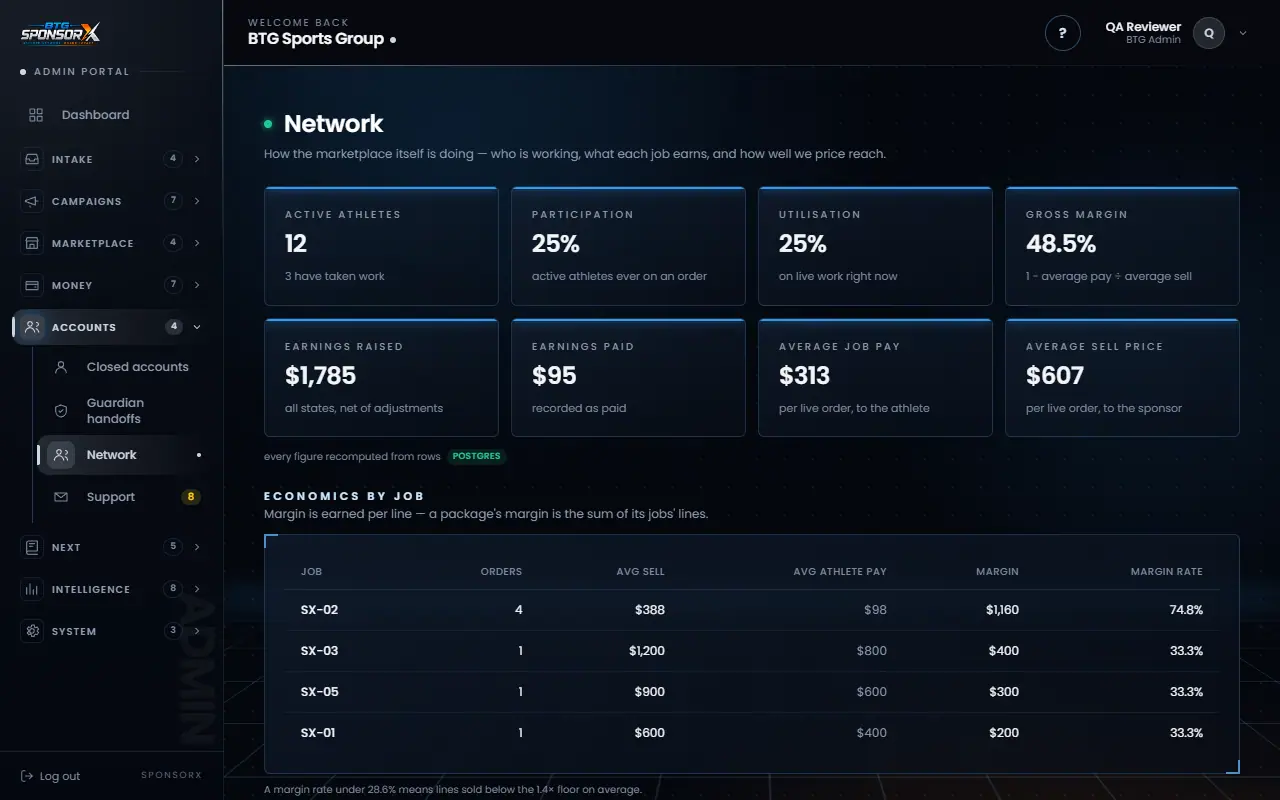 BTG
SPONSORX
WELCOME BACK
BTG Sports Group
?
QA Reviewer
BTG Admin
Q
ADMIN PORTAL
Dashboard
INTAKE 4
CAMPAIGNS 7
MARKETPLACE 4
MONEY 7
ACCOUNTS 4
Closed accounts
Guardian
handoffs
Network
Support 8
NEXT 5
INTELLIGENCE 8
SYSTEM 3
ADMIN
Log out SPONSORX
Network
How the marketplace itself is doing — who is working, what each job earns, and how well we price reach.
ACTIVE ATHLETES
12
3 have taken work
PARTICIPATION
25%
active athletes ever on an order
UTILISATION
25%
on live work right now
GROSS MARGIN
48.5%
1 − average pay ÷ average sell
EARNINGS RAISED
$1,785
all states, net of adjustments
EARNINGS PAID
$95
recorded as paid
AVERAGE JOB PAY
$313
per live order, to the athlete
AVERAGE SELL PRICE
$607
per live order, to the sponsor
every figure recomputed from rows POSTGRES
ECONOMICS BY JOB
Margin is earned per line — a package's margin is the sum of its jobs' lines.
JOB ORDERS AVG SELL AVG ATHLETE PAY MARGIN MARGIN RATE
SX-02 4 $388 $98 $1,160 74.8%
SX-03 1 $1,200 $800 $400 33.3%
SX-05 1 $900 $600 $300 33.3%
SX-01 1 $600 $400 $200 33.3%
A margin rate under 28.6% means lines sold below the 1.4× floor on average.